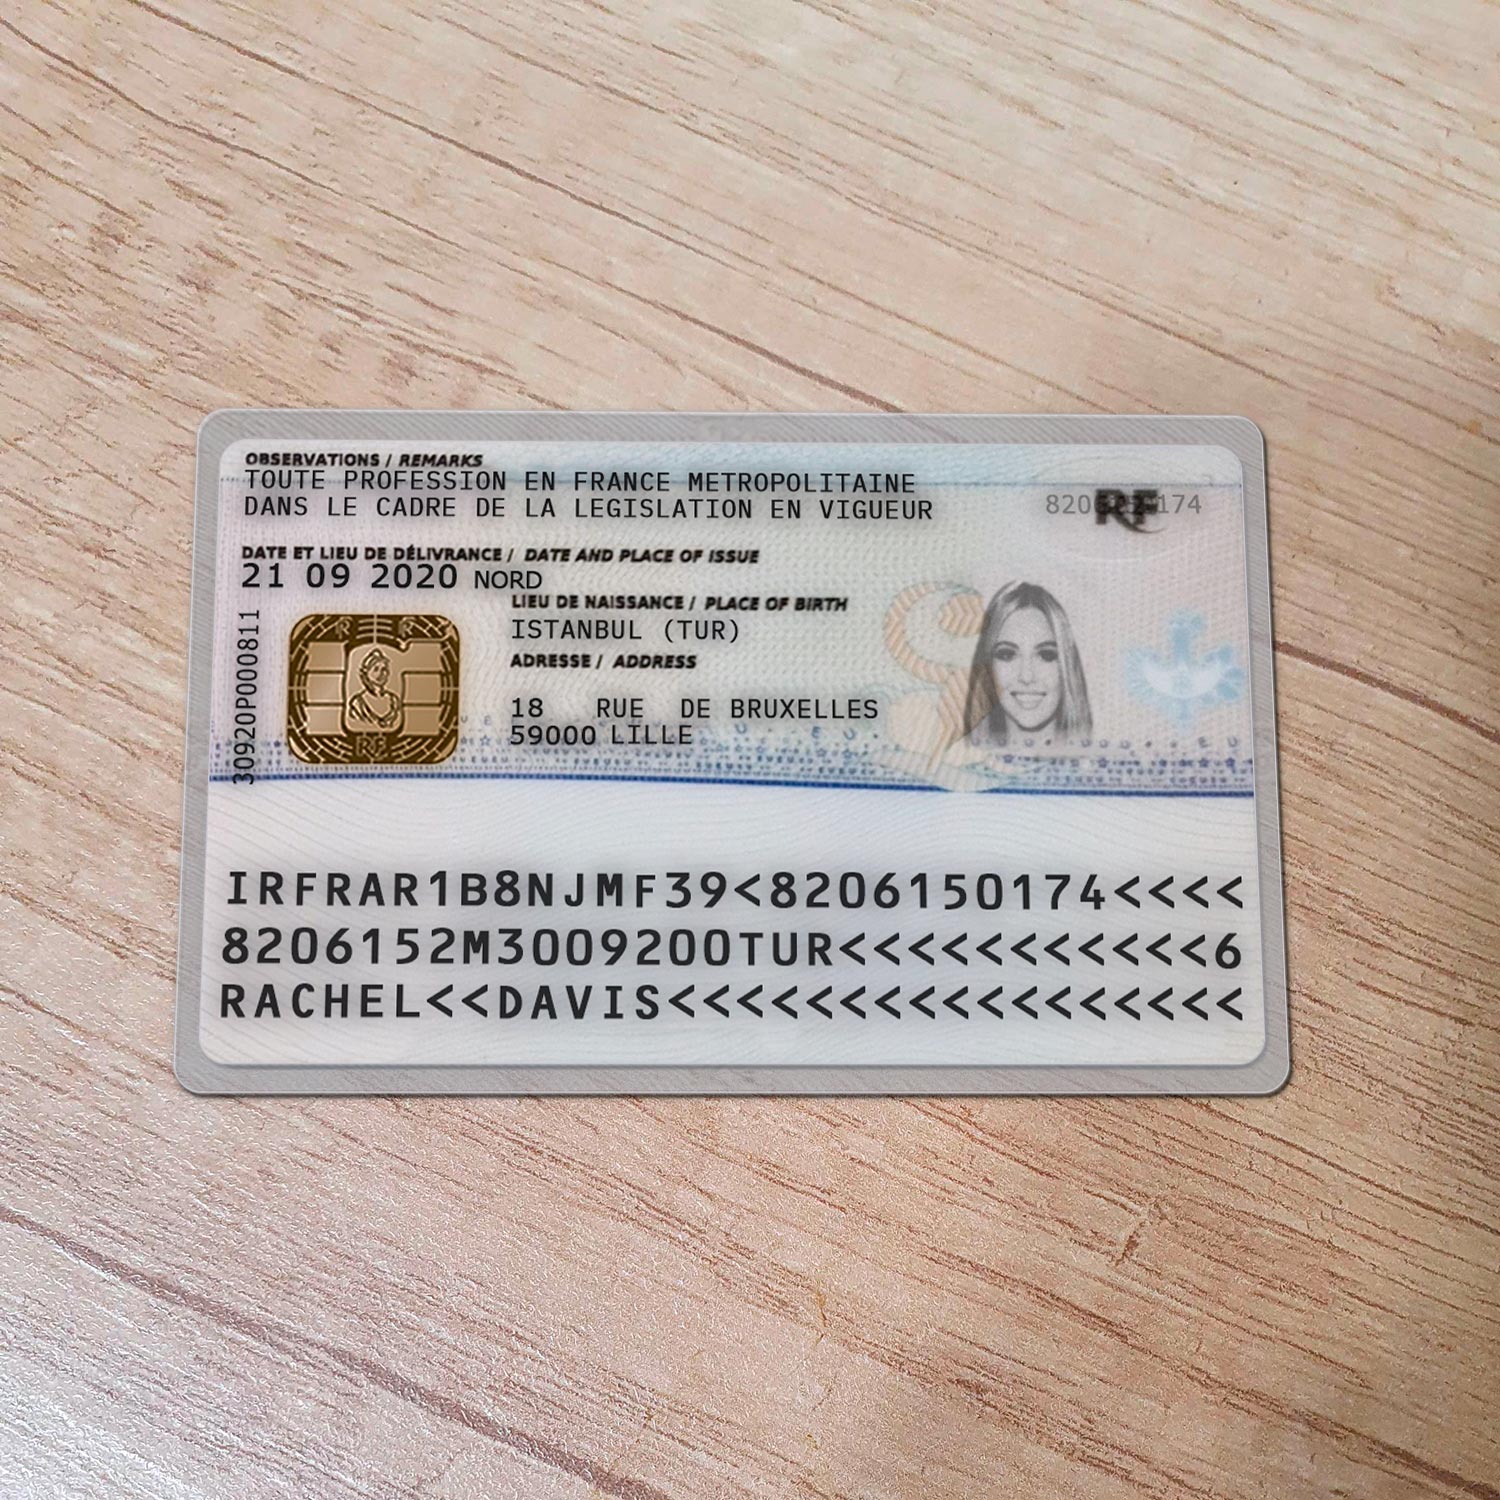 OBSERVATIONS / REMARKS
TOUTE PROFESSION EN FRANCE METROPOLITAINE
DANS LE CADRE DE LA LEGISLATION EN VIGUEUR
RF
DATE ET LIEU DE DÉLIVRANCE / DATE AND PLACE OF ISSUE
21 09 2020 NORD
LIEU DE NAISSANCE / PLACE OF BIRTH
ISTANBUL (TUR)
ADRESSE / ADDRESS
18 RUE DE BRUXELLES
59000 LILLE
30920P000811
RF
IRFRAR1B8NJMF39<8206150174<<<<
8206152M3009200TUR<<<<<<<<<<<6
RACHEL<<DAVIS<<<<<<<<<<<<<<<<<